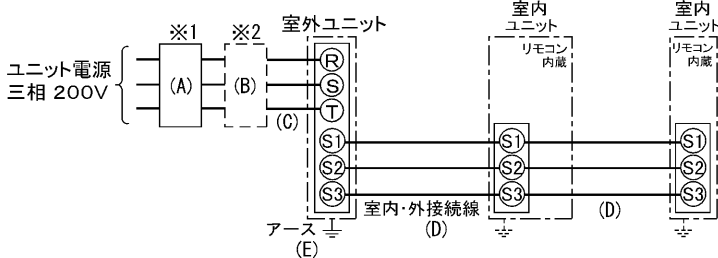 ※1
※2
室外ユニット
室内
ユニット
室内
ユニット
リモコン
内蔵
リモコン
内蔵
ユニット電源
三相 200V
(A)
(B)
(C)
R
S
T
S1
S2
S3
S1
S2
S3
S1
S2
S3
室内・外接続線
(D)
(D)
アース
(E)